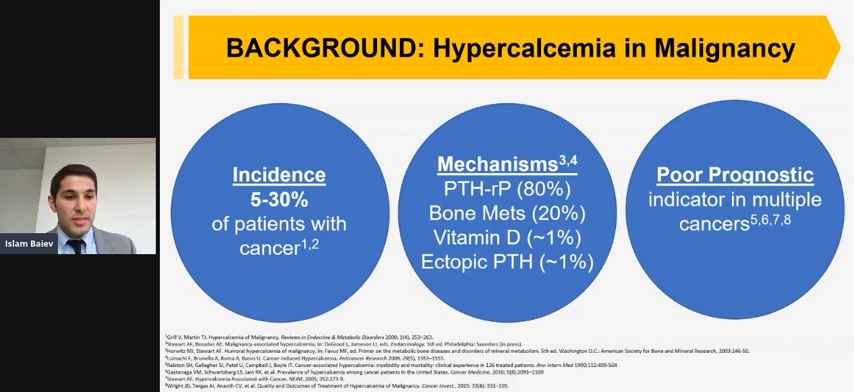 BACKGROUND: Hypercalcemia in Malignancy
Incidence
5-30%
of patients with
cancer1,2
Mechanisms3,4
PTH-rP (80%)
Bone Mets (20%)
Vitamin D (~1%)
Ectopic PTH (~1%)
Poor Prognostic
indicator in multiple
cancers5,6,7,8
Islam Baiev
1Grill V, Martin TJ. Hypercalcemia of Malignancy. Reviews in Endocrine & Metabolic Disorders 2000, 1(4), 253–263.
2Stewart AF, Broadus AE. Malignancy-associated hypercalcemia. In: DeGroot L, Jameson LJ, eds. Endocrinology. 5th ed. Philadelphia: Saunders (in press).
3Horwitz MJ, Stewart AF. Humoral hypercalcemia of malignancy. In: Favus MF, ed. Primer on the metabolic bone diseases and disorders of mineral metabolism. 5th ed. Washington D.C.: American Society for Bone and Mineral Research, 2003:246-50.
4Lumachi F, Brunello A, Roma A, Basso U. Cancer-induced Hypercalcemia. Anticancer Research 2009, 29(5), 1551–1555.
5Ralston SH, Gallagher SJ, Patel U, Campbell J, Boyle IT. Cancer-associated hypercalcemia: morbidity and mortality: clinical experience in 126 treated patients. Ann Intern Med 1990;112:499-504
6Gastanaga VM, Schwartzberg LS, Jain RK, et al. Prevalence of hypercalcemia among cancer patients in the United States. Cancer Medicine, 2016; 5(8):2091–2100
7Stewart AF. Hypercalcemia Associated with Cancer. NEJM, 2005; 352:373-9.
8Wright JD, Tergas AI, Ananth CV, et al. Quality and Outcomes of Treatment of Hypercalcemia of Malignancy. Cancer Invest., 2015; 33(8): 331–339.